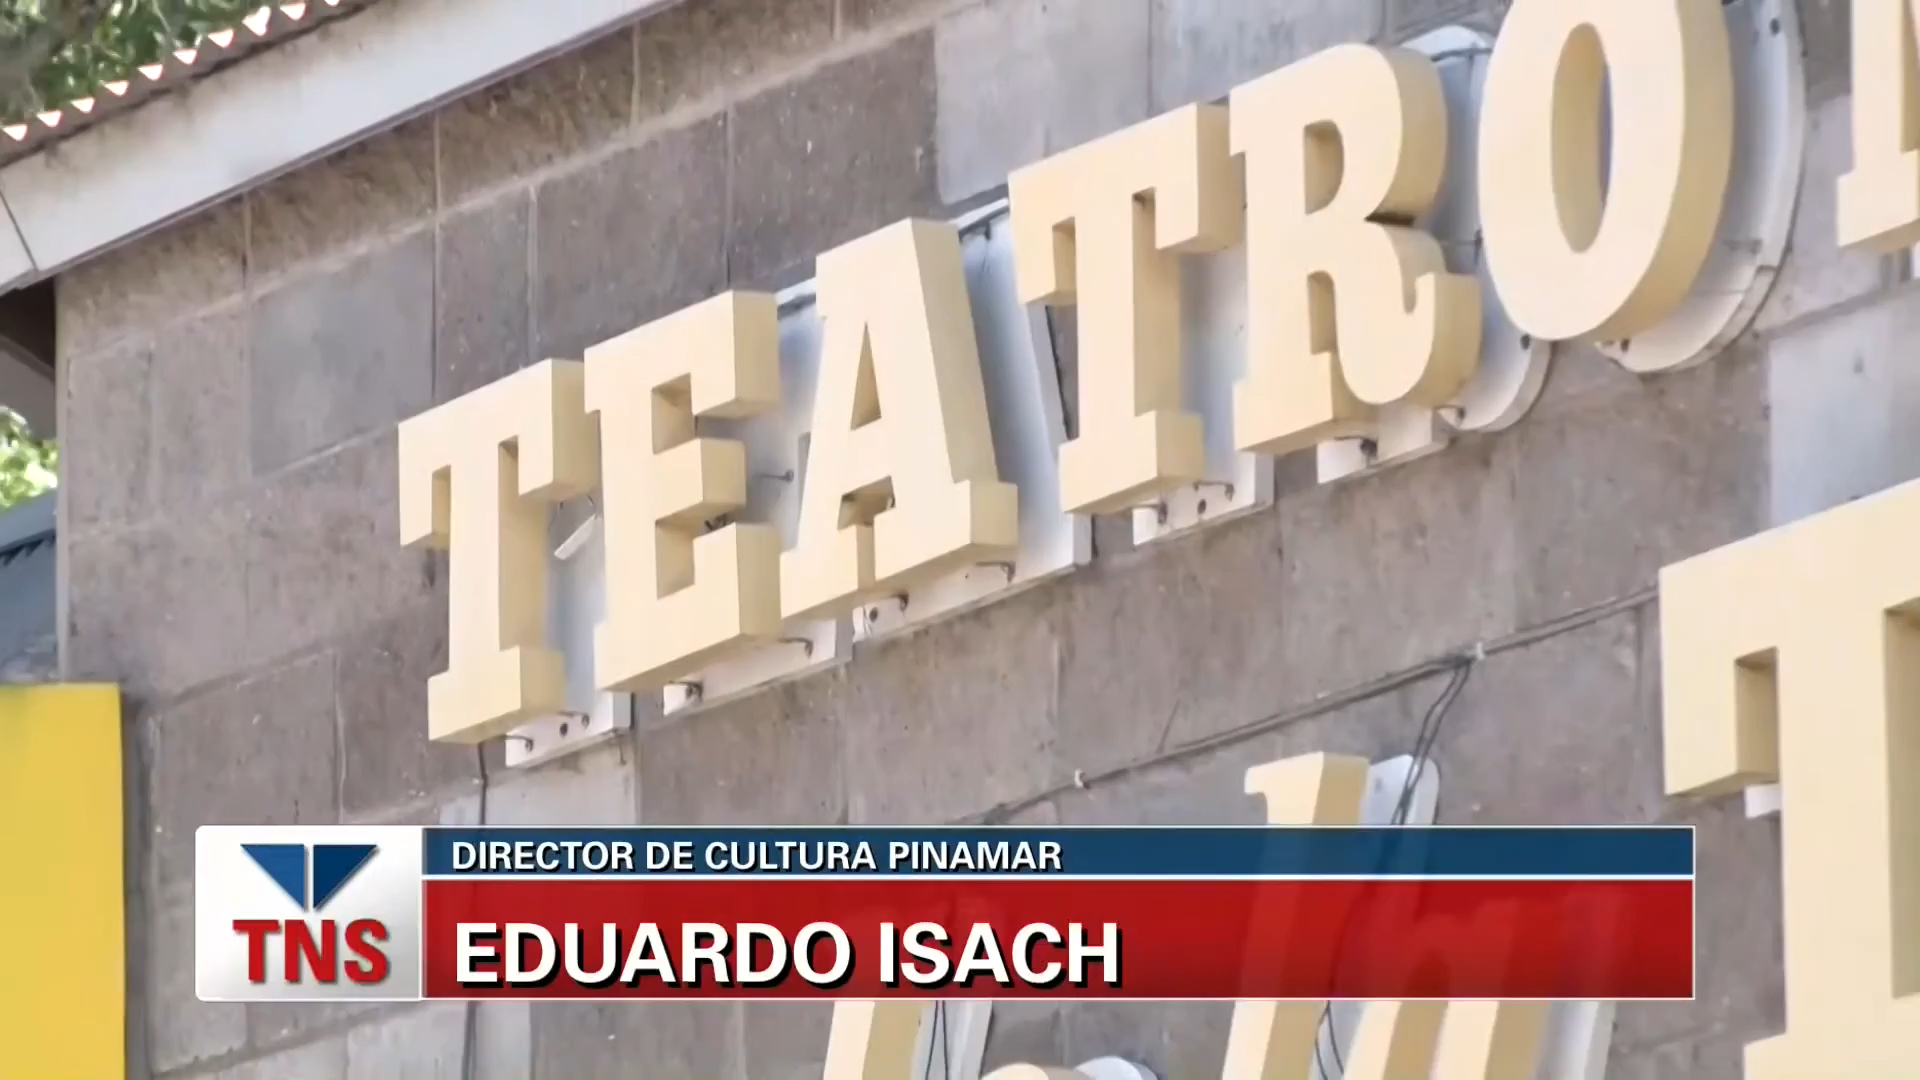 TEATRO
DIRECTOR DE CULTURA PINAMAR
TNS
EDUARDO ISACH